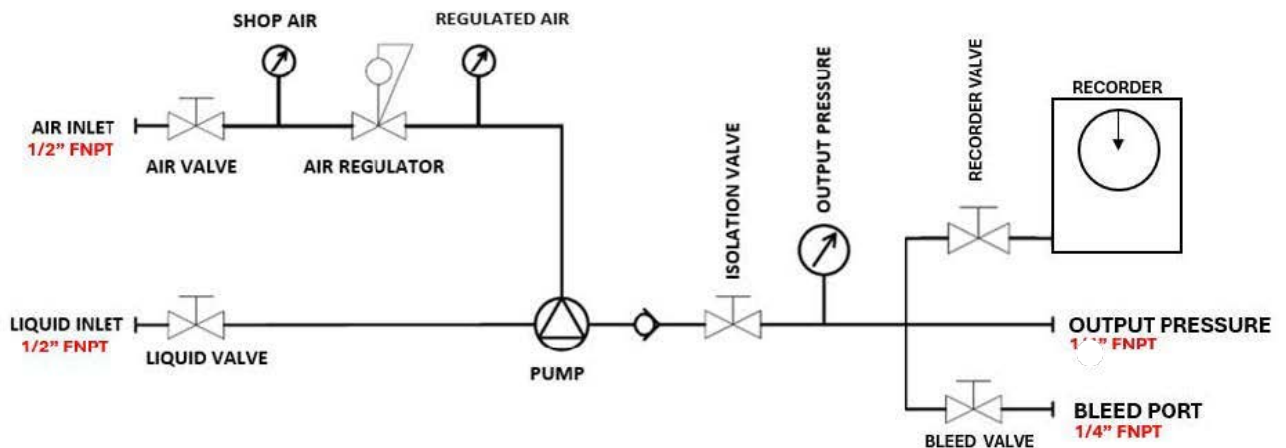 SHOP AIR
REGULATED AIR
AIR INLET
1/2” FNPT
AIR VALVE
AIR REGULATOR
ISOLATION VALVE
OUTPUT PRESSURE
RECORDER VALVE
RECORDER
LIQUID INLET
1/2” FNPT
LIQUID VALVE
PUMP
OUTPUT PRESSURE
FNPT
BLEED PORT
1/4” FNPT
BLEED VALVE